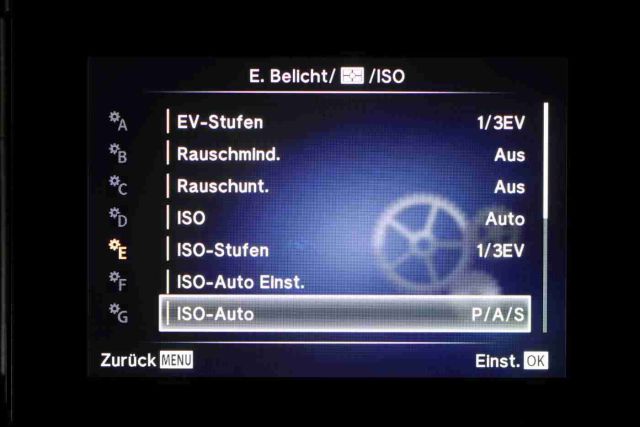 E. Belicht/ /ISO
A
EV-Stufen 1/3EV
B
Rauschmind. Aus
C
Rauschunt. Aus
D
ISO Auto
E
ISO-Stufen 1/3EV
F
ISO-Auto Einst.
G
ISO-Auto P/A/S
Zurück MENU Einst. OK